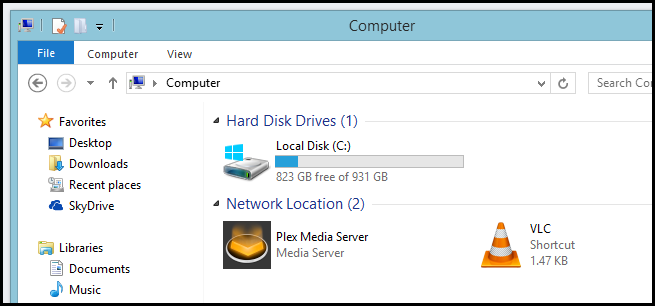 Computer
File Computer View
Computer Search Co
Favorites
Desktop
Downloads
Recent places
SkyDrive
Libraries
Documents
Music
Hard Disk Drives (1)
Local Disk (C:)
823 GB free of 931 GB
Network Location (2)
Plex Media Server
Media Server
VLC
Shortcut
1.47 KB